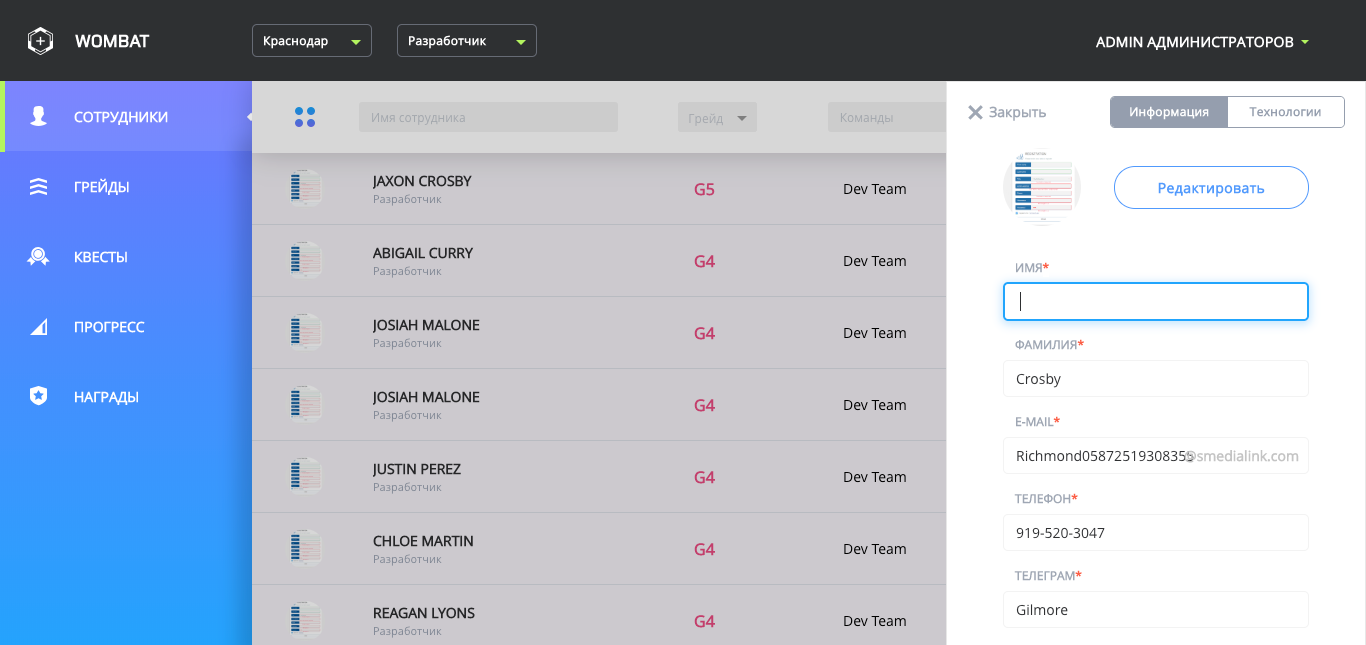 WOMBAT
Краснодар
Разработчик
ADMIN АДМИНИСТРАТОРОВ
СОТРУДНИКИ
ГРЕЙДЫ
КВЕСТЫ
ПРОГРЕСС
НАГРАДЫ
Имя сотрудника
Грейд
Команды
JAXON CROSBY
Разработчик
G5
Dev Team
ABIGAIL CURRY
Разработчик
G4
Dev Team
JOSIAH MALONE
Разработчик
G4
Dev Team
JOSIAH MALONE
Разработчик
G4
Dev Team
JUSTIN PEREZ
Разработчик
G4
Dev Team
CHLOE MARTIN
Разработчик
G4
Dev Team
REAGAN LYONS
Разработчик
G4
Dev Team
Закрыть
Информация
Технологии
Редактировать
ИМЯ*
ФАМИЛИЯ*
Crosby
E-MAIL*
@smedialink.com
ТЕЛЕФОН*
919-520-3047
ТЕЛЕГРАМ*
Gilmore